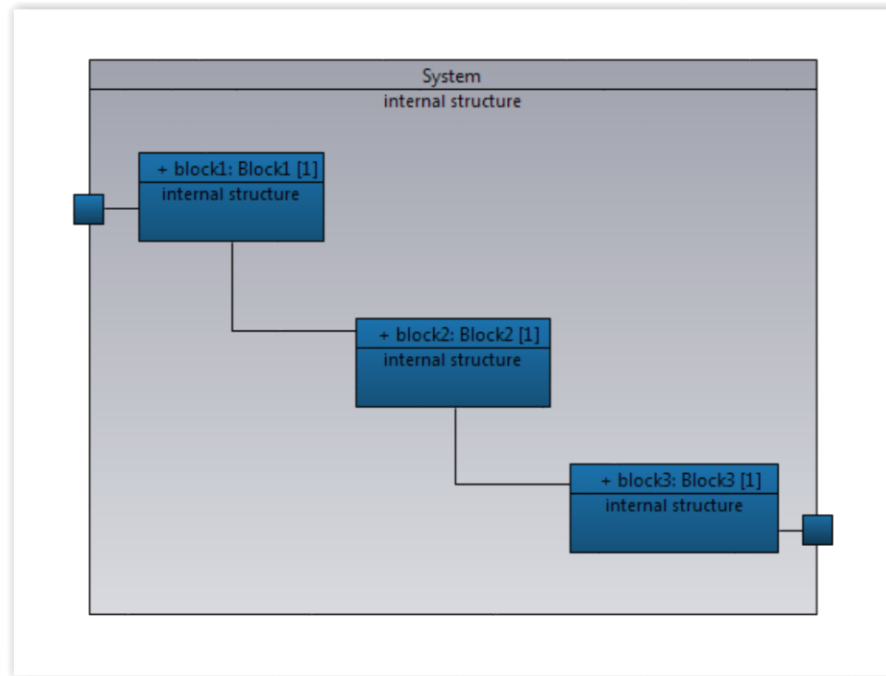 System
internal structure
+ block1: Block1 [1]
internal structure
+ block2: Block2 [1]
internal structure
+ block3: Block3 [1]
internal structure